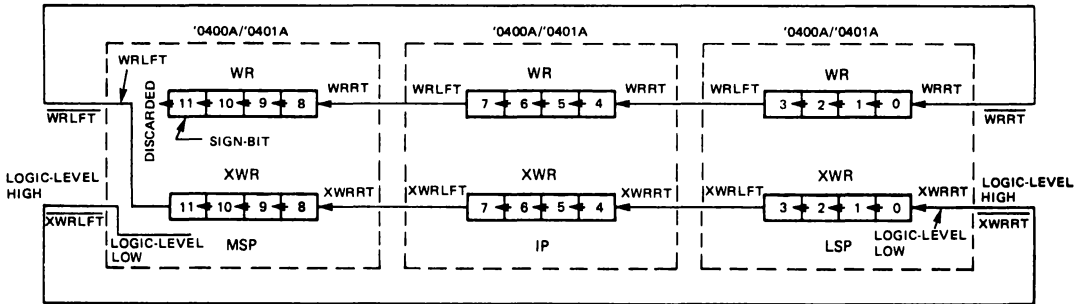 '0400A/'0401A '0400A/'0401A '0400A/'0401A
WRLFT WR WR WR
DISCARDED 11 10 9 8 WRRT WRLFT 7 6 5 4 WRRT WRLFT 3 2 1 0 WRRT
WRLFT WRRT
SIGN-BIT
LOGIC-LEVEL HIGH XWR XWRRT XWRLFT XWR XWRRT XWRLFT XWR XWRRT LOGIC-LEVEL HIGH
11 10 9 8 7 6 5 4 3 2 1 0
XWRLFT XWRRT
LOGIC-LEVEL LOW MSP IP LSP LOGIC-LEVEL LOW